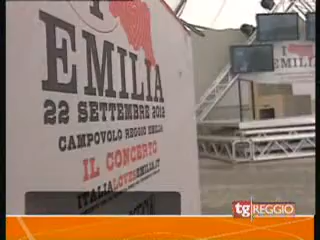 I
EMILIA
22 SETTEMBRE 2012
CAMPOVOLO REGGIO EMILIA
IL CONCERTO
ITALIALOVESEMILIA.IT
I
EMILIA
tg REGGIO